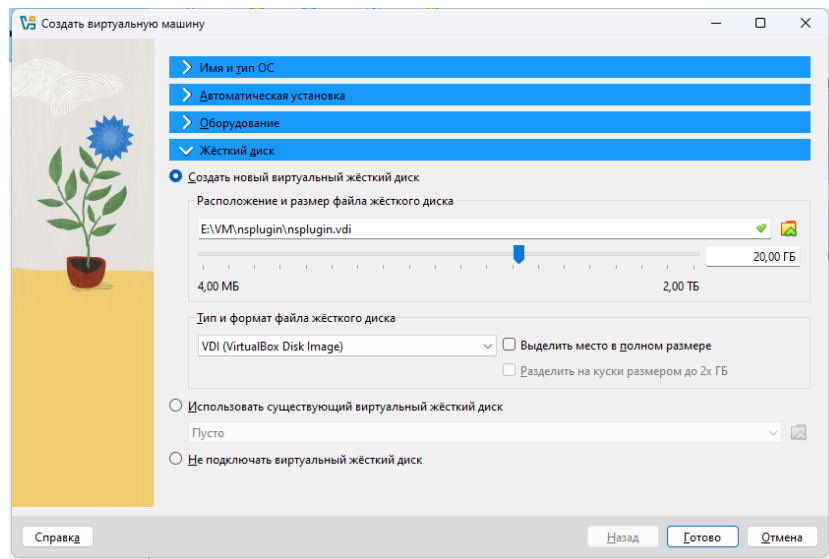 Создать виртуальную машину
Имя и тип ОС
Автоматическая установка
Оборудование
Жёсткий диск
Создать новый виртуальный жёсткий диск
Расположение и размер файла жёсткого диска
E:\VM\nsplugin\nsplugin.vdi
20,00 ГБ
4,00 МБ 2,00 ТБ
Тип и формат файла жёсткого диска
VDI (VirtualBox Disk Image) Выделить место в полном размере
Разделить на куски размером до 2х ГБ
Использовать существующий виртуальный жёсткий диск
Пусто
Не подключать виртуальный жёсткий диск
Справка Назад Готово Отмена